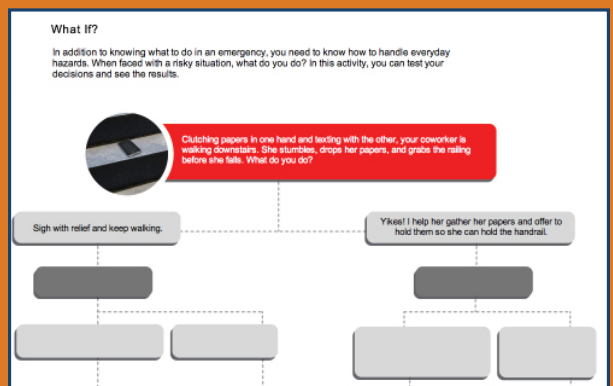 What If?
In addition to knowing what to do in an emergency, you need to know how to handle everyday
hazards. When faced with a risky situation, what do you do? In this activity, you can test your
decisions and see the results.
Clutching papers in one hand and texting with the other, your coworker is
walking downstairs. She stumbles, drops her papers, and grabs the railing
before she falls. What do you do?
Sigh with relief and keep walking.
Yikes! I help her gather her papers and offer to
hold them so she can hold the handrail.